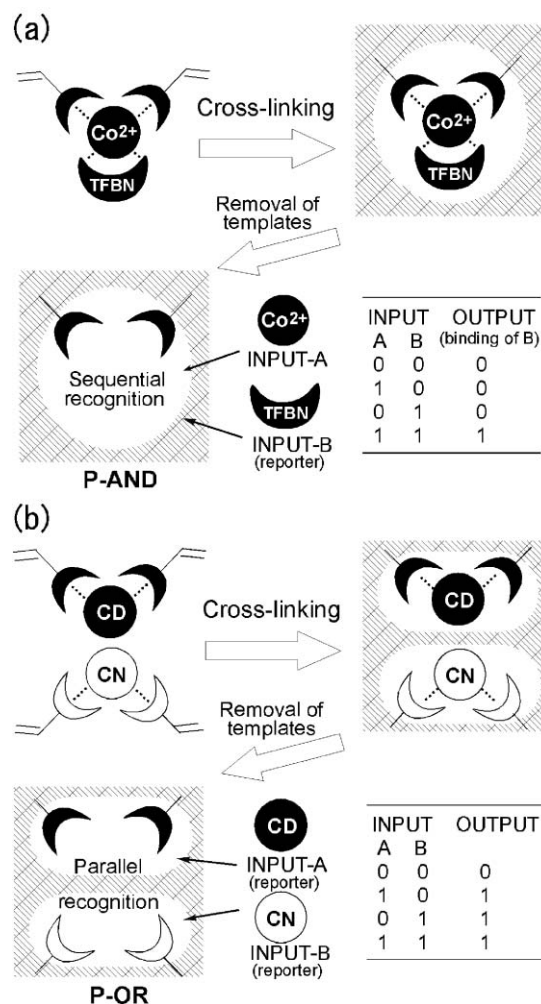 (a)
Co2+
TFBN
Cross-linking
Co2+
TFBN
Removal of
templates
Sequential
recognition
P-AND
Co2+
INPUT-A
TFBN
INPUT-B
(reporter)
INPUT OUTPUT
A B (binding of B)
0 0 0
1 0 0
0 1 0
1 1 1
(b)
CD
CN
Cross-linking
CD
CN
Removal of
templates
Parallel
recognition
P-OR
CD
INPUT-A
(reporter)
CN
INPUT-B
(reporter)
INPUT OUTPUT
A B
0 0 0
1 0 1
0 1 1
1 1 1